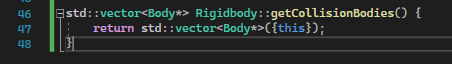 46 std::vector<Body*> Rigidbody::getCollisionBodies() {
47 return std::vector<Body*>({this});
48 }